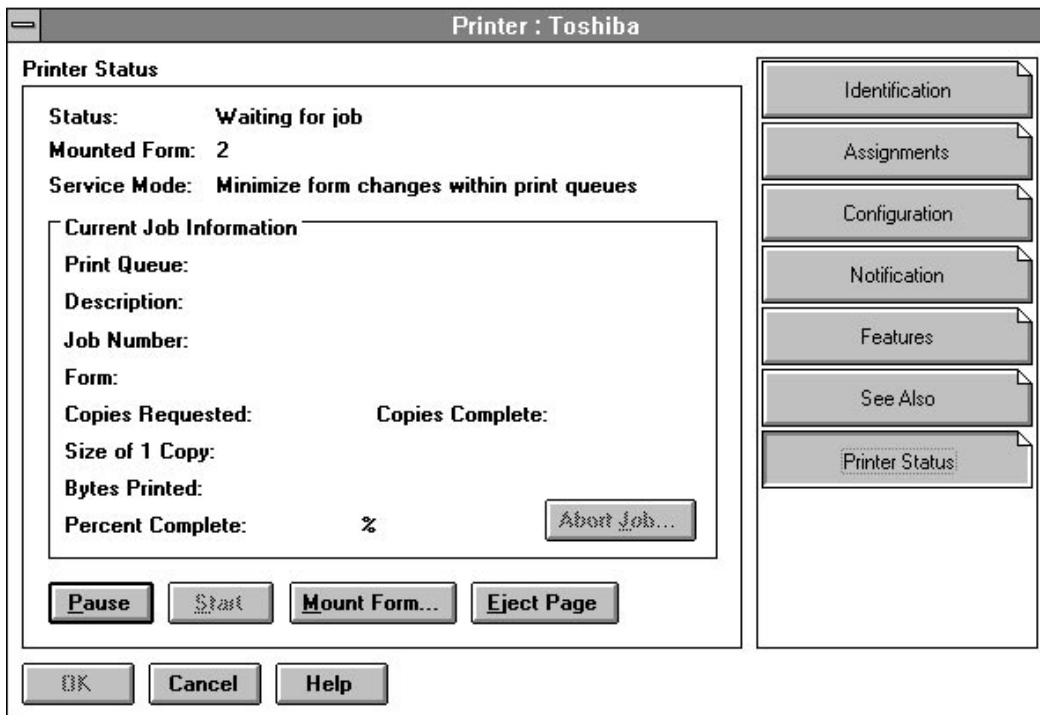 Printer : Toshiba
Printer Status
Status: Waiting for job
Mounted Form: 2
Service Mode: Minimize form changes within print queues
Current Job Information
Print Queue:
Description:
Job Number:
Form:
Copies Requested: Copies Complete:
Size of 1 Copy:
Bytes Printed:
Percent Complete: %
Abort Job...
Pause Start Mount Form... Eject Page
OK Cancel Help
Identification
Assignments
Configuration
Notification
Features
See Also
Printer Status